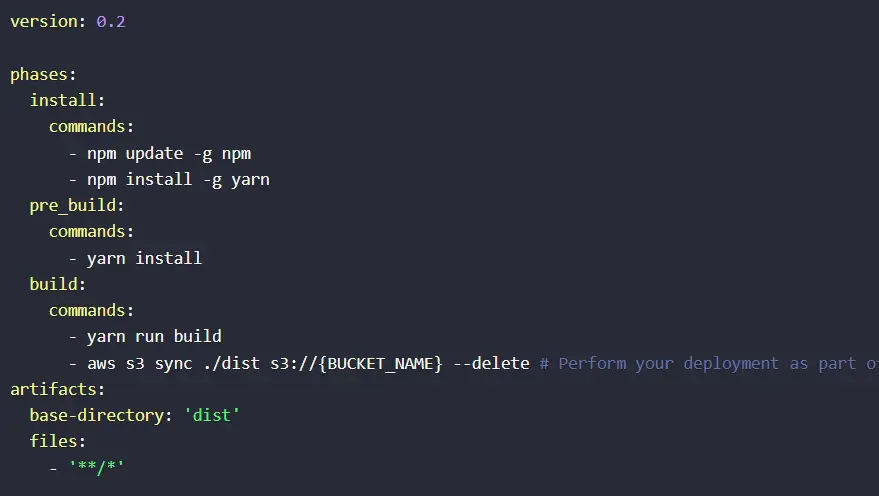 version: 0.2
phases:
  install:
    commands:
      - npm update -g npm
      - npm install -g yarn
  pre_build:
    commands:
      - yarn install
  build:
    commands:
      - yarn run build
      - aws s3 sync ./dist s3://{BUCKET_NAME} --delete # Perform your deployment as part of
artifacts:
  base-directory: 'dist'
  files:
    - '**/*'